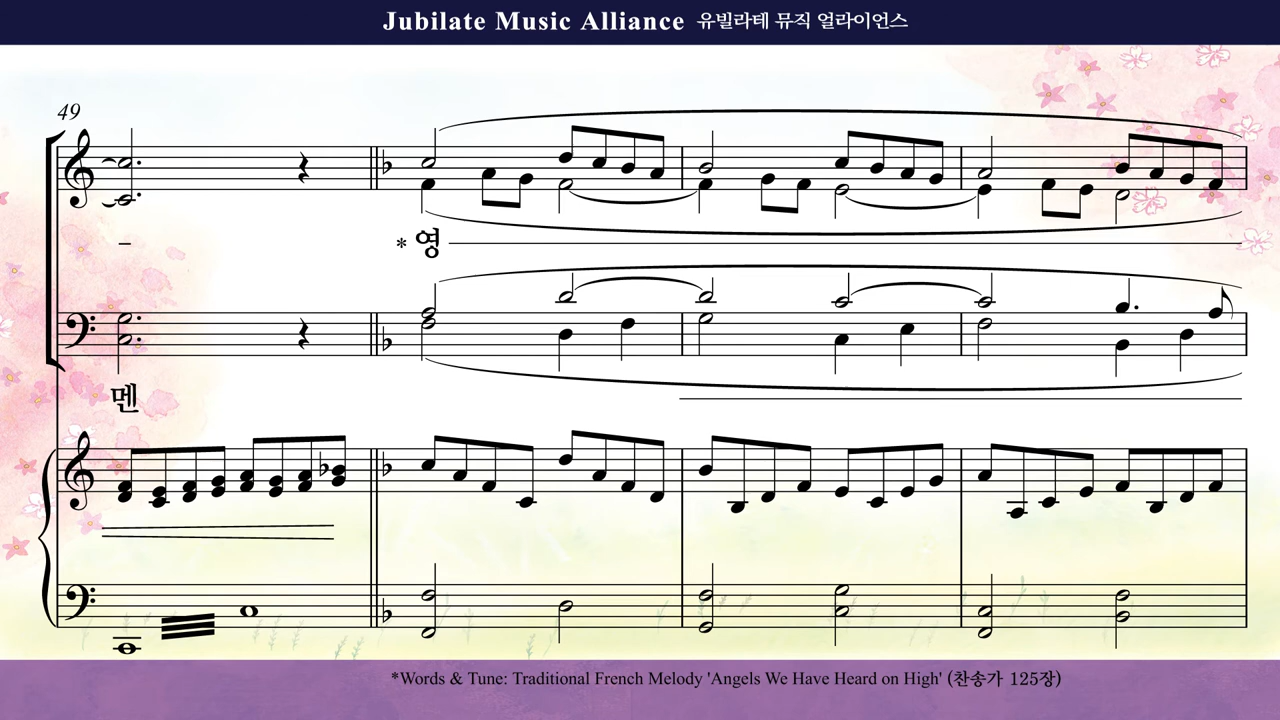 Jubilate Music Alliance 유빌라테 뮤직 얼라이언스
49
* 영
멘
*Words & Tune: Traditional French Melody 'Angels We Have Heard on High' (찬송가 125장)